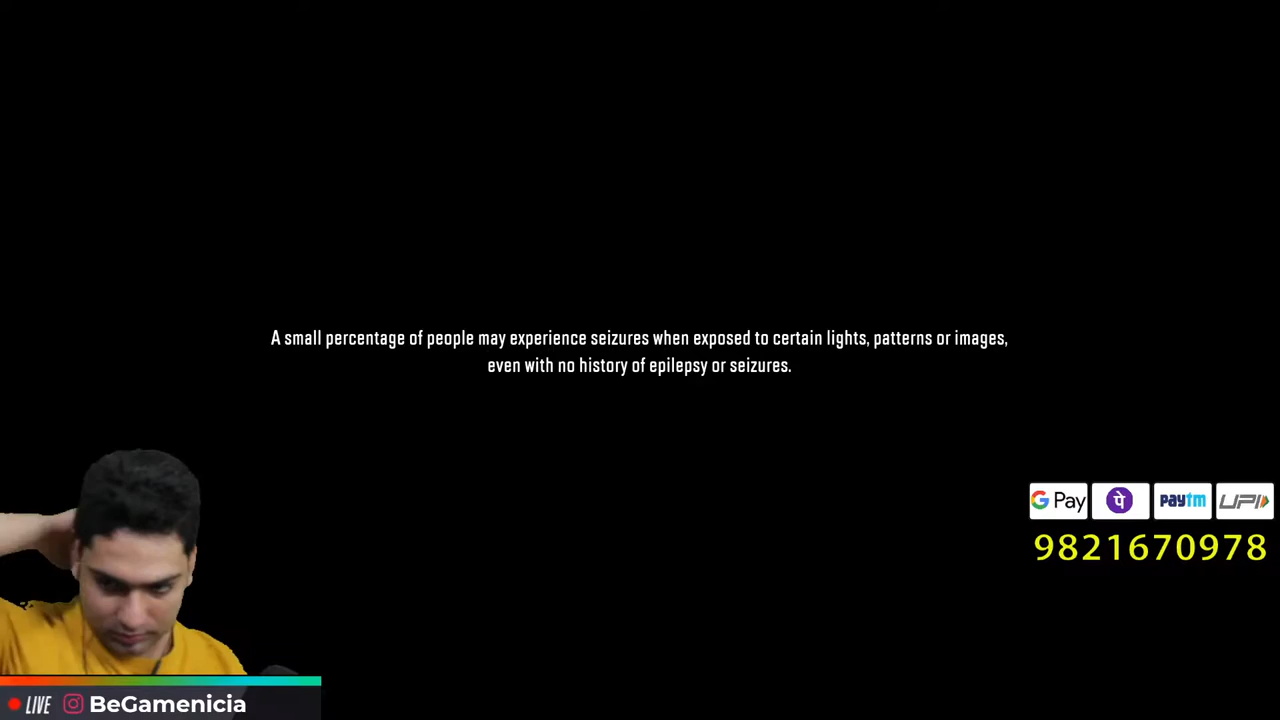 A small percentage of people may experience seizures when exposed to certain lights, patterns or images,
even with no history of epilepsy or seizures.
G Pay पे paytm UPI
9821670978
LIVE BeGamenicia